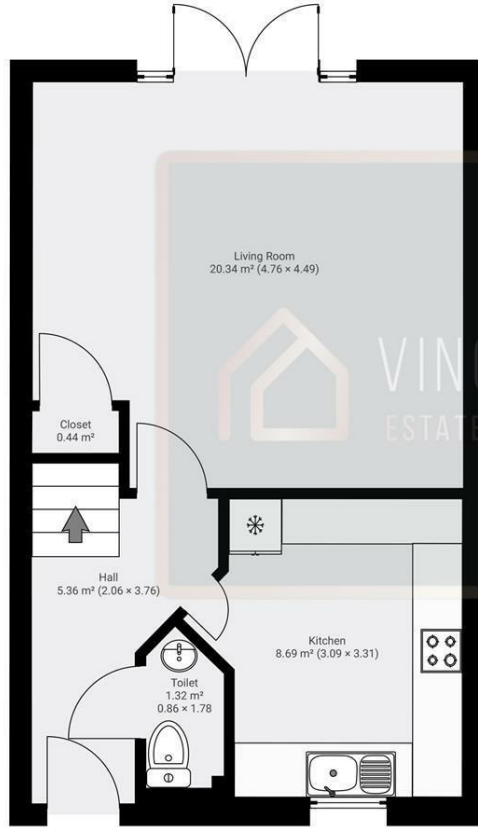 Living Room
20.34 m² (4.76 × 4.49)
ESTATE
Closet
0.44 m²
Hall
5.36 m² (2.06 × 3.76)
Kitchen
8.69 m² (3.09 × 3.31)
Toilet
1.32 m²
0.86 × 1.78